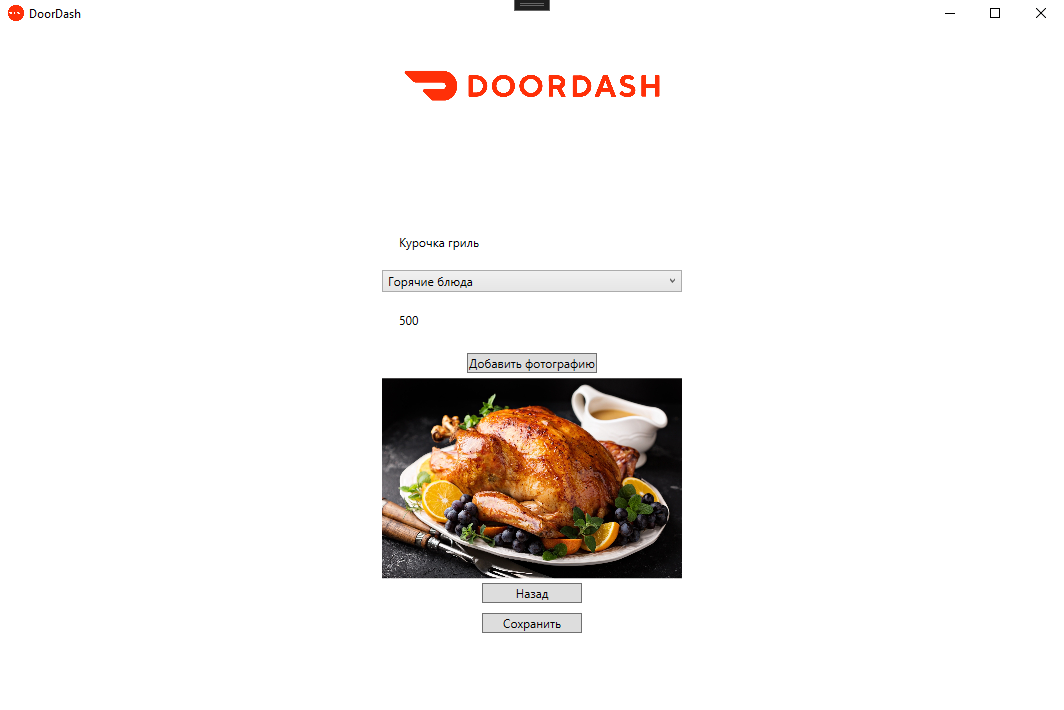 DoorDash
DOORDASH
Курочка гриль
Горячие блюда
500
Добавить фотографию
Назад
Сохранить